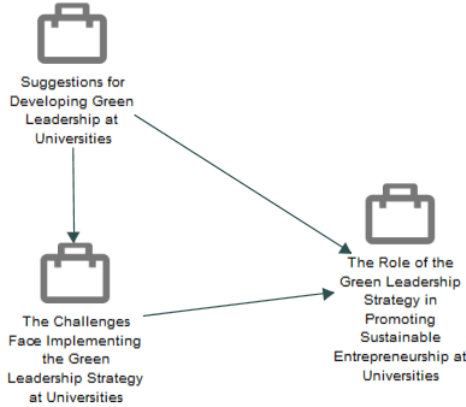 Suggestions for
Developing Green
Leadership at
Universities
The Role of the
Green Leadership
Strategy in
Promoting
Sustainable
Entrepreneurship at
Universities
The Challenges
Face Implementing
the Green
Leadership Strategy
at Universities